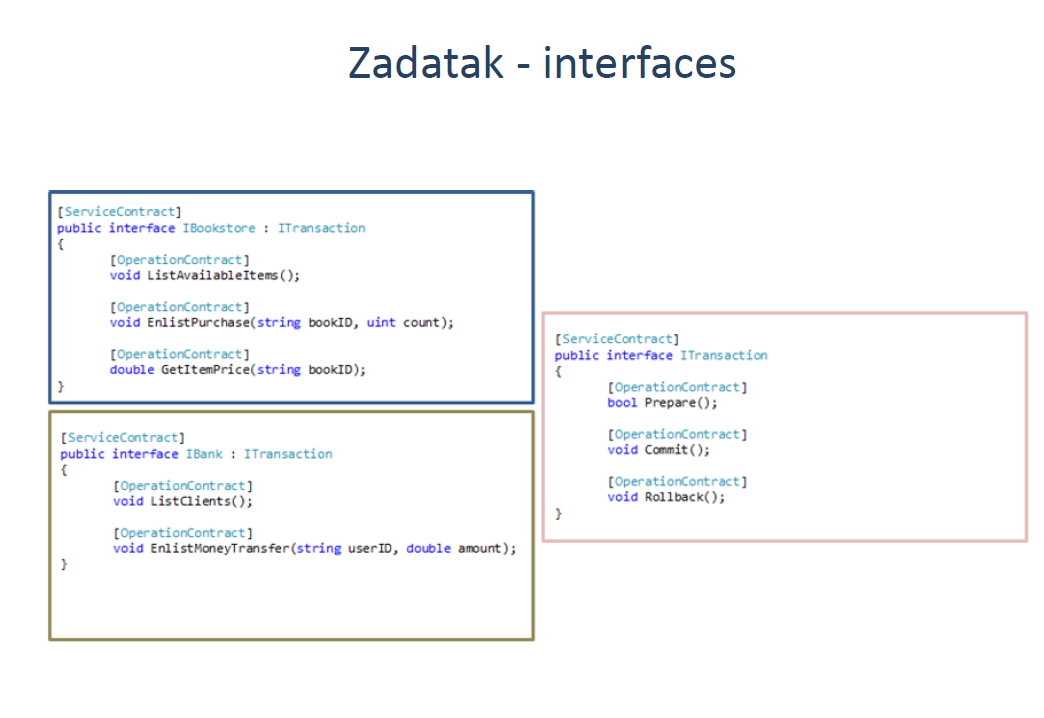 Zadatak - interfaces
[ServiceContract]
public interface IBookstore : ITransaction
{
[OperationContract]
void ListAvailableItems();
[OperationContract]
void EnlistPurchase(string bookID, uint count);
[OperationContract]
double GetItemPrice(string bookID);
}
[ServiceContract]
public interface IBank : ITransaction
{
[OperationContract]
void ListClients();
[OperationContract]
void EnlistMoneyTransfer(string userID, double amount);
}
[ServiceContract]
public interface ITransaction
{
[OperationContract]
bool Prepare();
[OperationContract]
void Commit();
[OperationContract]
void Rollback();
}